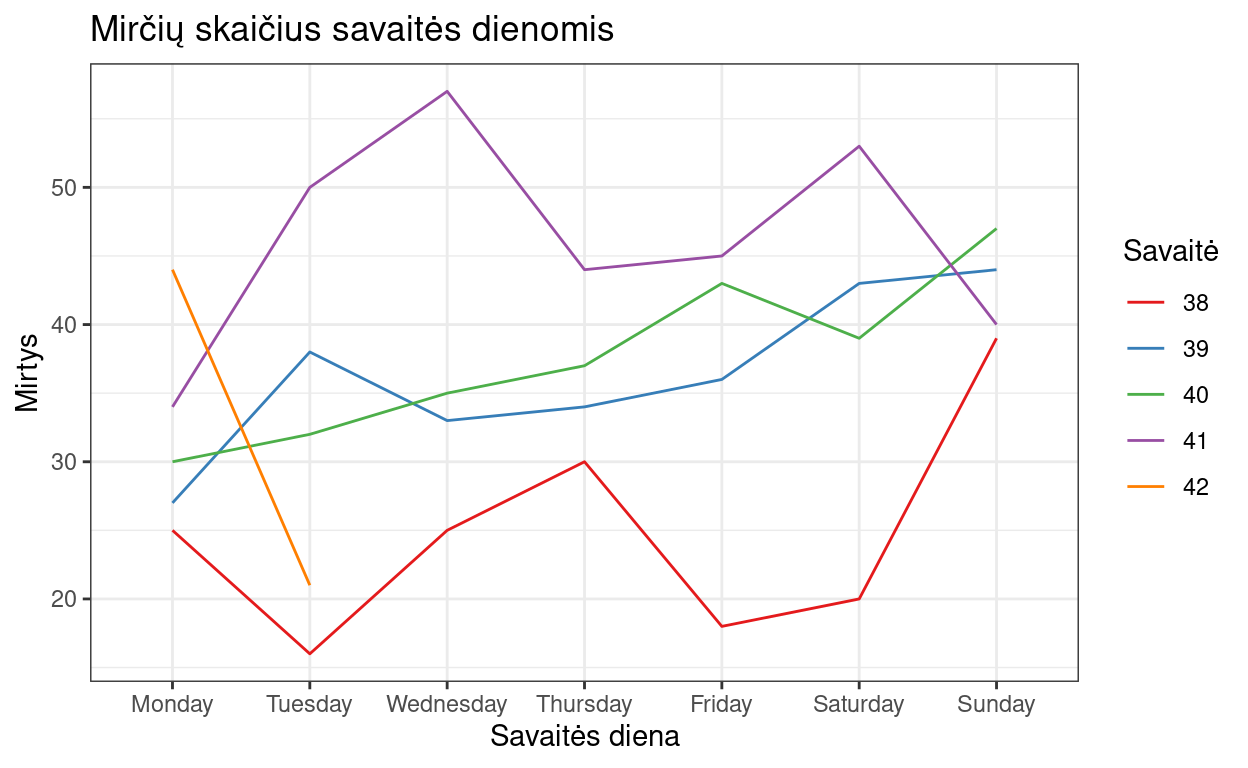 Mirčių skaičius savaitės dienomis
Mirtys
50
40
30
20
Monday Tuesday Wednesday Thursday Friday Saturday Sunday
Savaitės diena
Savaitė
38
39
40
41
42